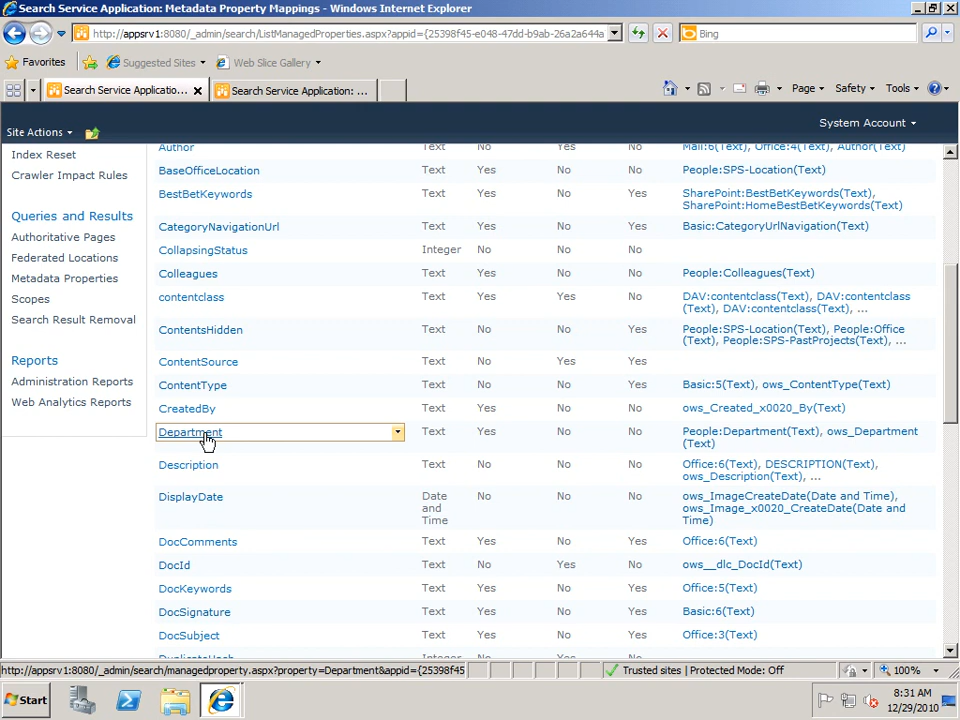 Search Service Application: Metadata Property Mappings - Windows Internet Explorer
http://appsrv1:8080/_admin/search/ListManagedProperties.aspx?appid={25398f45-e048-47dd-b9ab-26a2a644a
Bing
Favorites Suggested Sites Web Slice Gallery
Search Service Applicatio... Search Service Application: ...
Page Safety Tools
Site Actions System Account
Index Reset
Crawler Impact Rules
Queries and Results
Authoritative Pages
Federated Locations
Metadata Properties
Scopes
Search Result Removal
Reports
Administration Reports
Web Analytics Reports
Author Text No Yes No Mail:6(Text), Office:4(Text), Author(Text)
BaseOfficeLocation Text Yes No No People:SPS-Location(Text)
BestBetKeywords Text Yes No Yes SharePoint:BestBetKeywords(Text),
SharePoint:HomeBestBetKeywords(Text)
CategoryNavigationUrl Text Yes No Yes Basic:CategoryUrlNavigation(Text)
CollapsingStatus Integer No No No
Colleagues Text Yes No No People:Colleagues(Text)
contentclass Text Yes Yes No DAV:contentclass(Text), DAV:contentclass
(Text), DAV:contentclass(Text), ...
ContentsHidden Text No No Yes People:SPS-Location(Text), People:Office
(Text), People:SPS-PastProjects(Text), ...
ContentSource Text No Yes Yes
ContentType Text No No Yes Basic:5(Text), ows_ContentType(Text)
CreatedBy Text Yes No No ows_Created_x0020_By(Text)
Department Text Yes No No People:Department(Text), ows_Department
(Text)
Description Text No No Yes Office:6(Text), DESCRIPTION(Text),
ows_Description(Text), ...
DisplayDate Date and Time No No No ows_ImageCreateDate(Date and Time),
ows_Image_x0020_CreateDate(Date and
Time)
DocComments Text Yes No Yes Office:6(Text)
DocId Text No Yes No ows__dlc_DocId(Text)
DocKeywords Text Yes No Yes Office:5(Text)
DocSignature Text Yes No Yes Basic:6(Text)
DocSubject Text Yes No Yes Office:3(Text)
DuplicateHash Integer No No Yes
http://appsrv1:8080/_admin/search/managedproperty.aspx?property=Department&appid={25398f45 Trusted sites | Protected Mode: Off 100%
Start 8:31 AM
12/29/2010